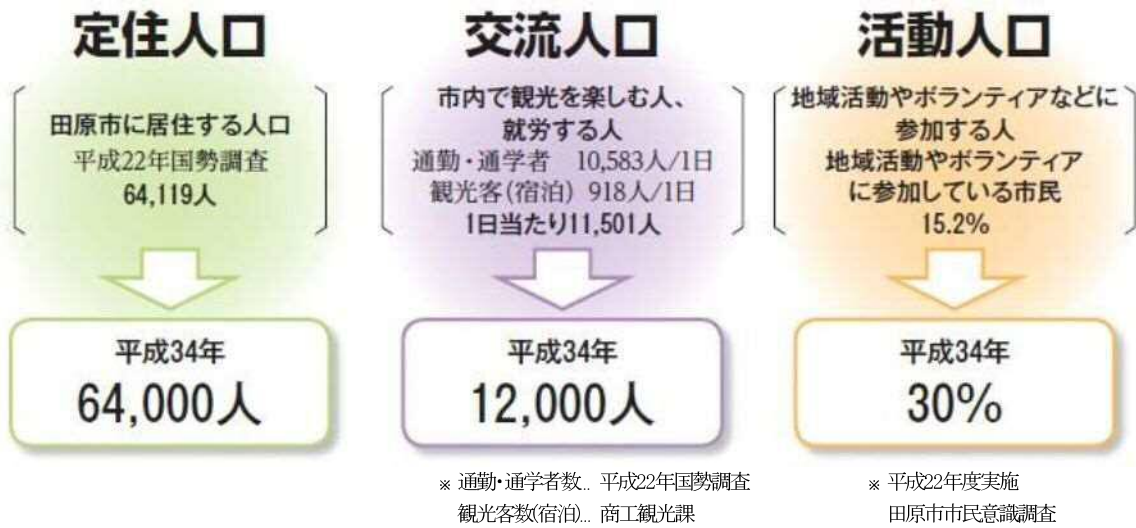 定住人口
田原市に居住する人口
平成22年国勢調査
64,119人
平成34年
64,000人
交流人口
市内で観光を楽しむ人、
就労する人
通勤・通学者 10,583人/1日
観光客(宿泊) 918人/1日
1日当たり11,501人
平成34年
12,000人
※ 通勤・通学者数... 平成22年国勢調査
観光客数(宿泊)... 商工観光課
活動人口
地域活動やボランティアなどに
参加する人
地域活動やボランティア
に参加している市民
15.2%
平成34年
30%
※ 平成22年度実施
田原市市民意識調査